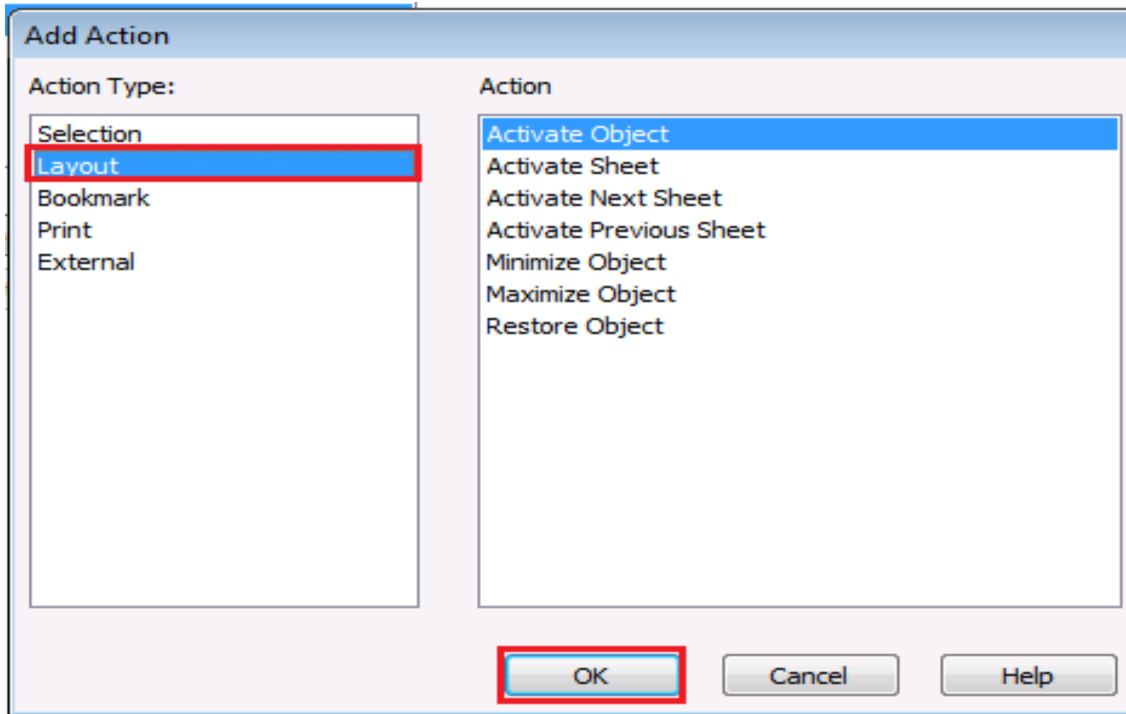 Add Action
Action Type:
Selection
Layout
Bookmark
Print
External
Action
Activate Object
Activate Sheet
Activate Next Sheet
Activate Previous Sheet
Minimize Object
Maximize Object
Restore Object
OK Cancel Help